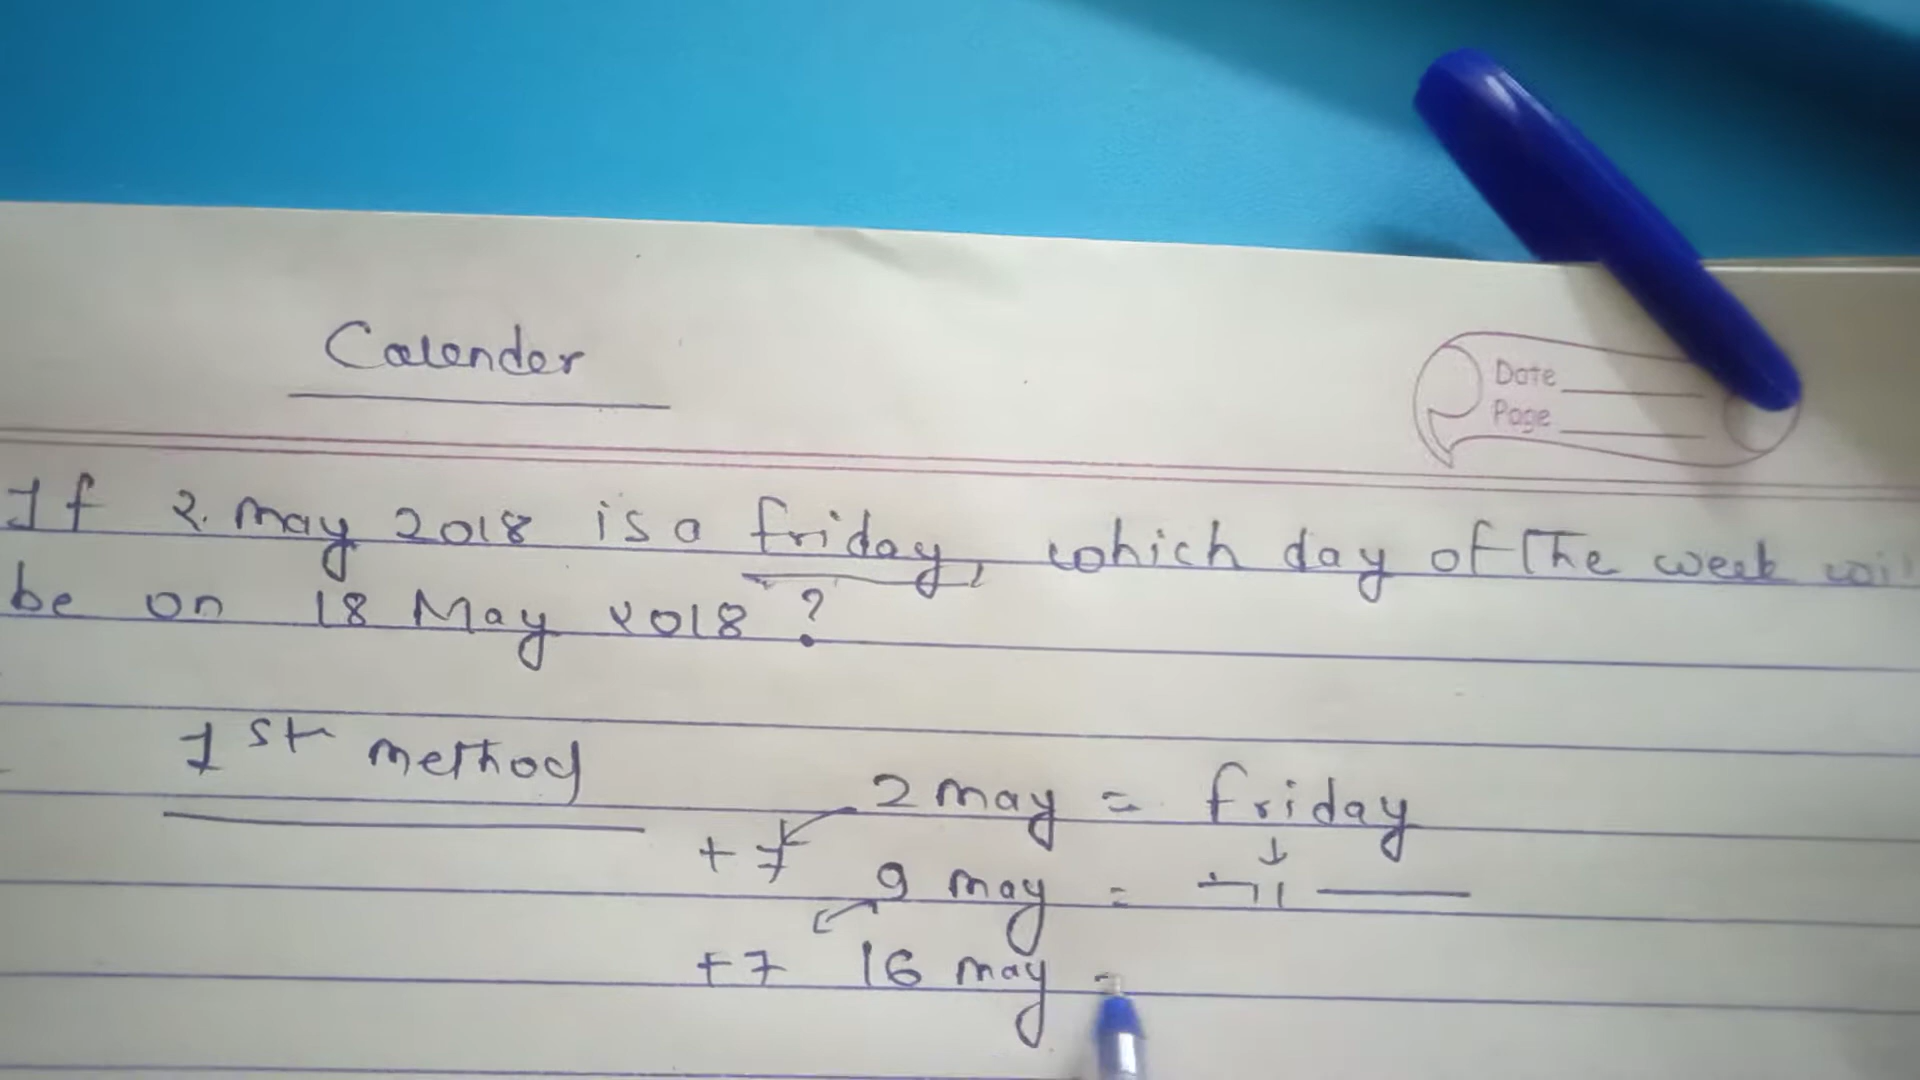 Calender
Date
Page
If 2 may 2018 is a friday, which day of The week
be on 18 May 2018 ?
1st method
2 may = friday
+7
9 may = — 11 —
+7 16 may =